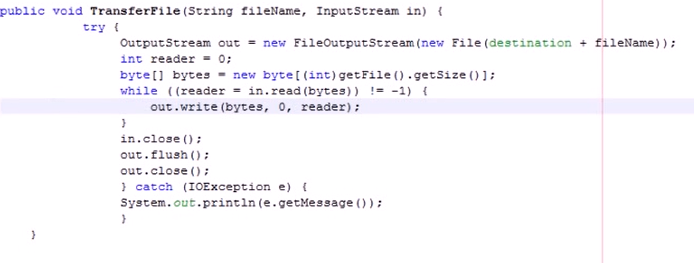 public void TransferFile(String fileName, InputStream in) {
try {
OutputStream out = new FileOutputStream(new File(destination + fileName));
int reader = 0;
byte[] bytes = new byte[(int)getFile().getSize()];
while ((reader = in.read(bytes)) != -1) {
out.write(bytes, 0, reader);
}
in.close();
out.flush();
out.close();
} catch (IOException e) {
System.out.println(e.getMessage());
}
}